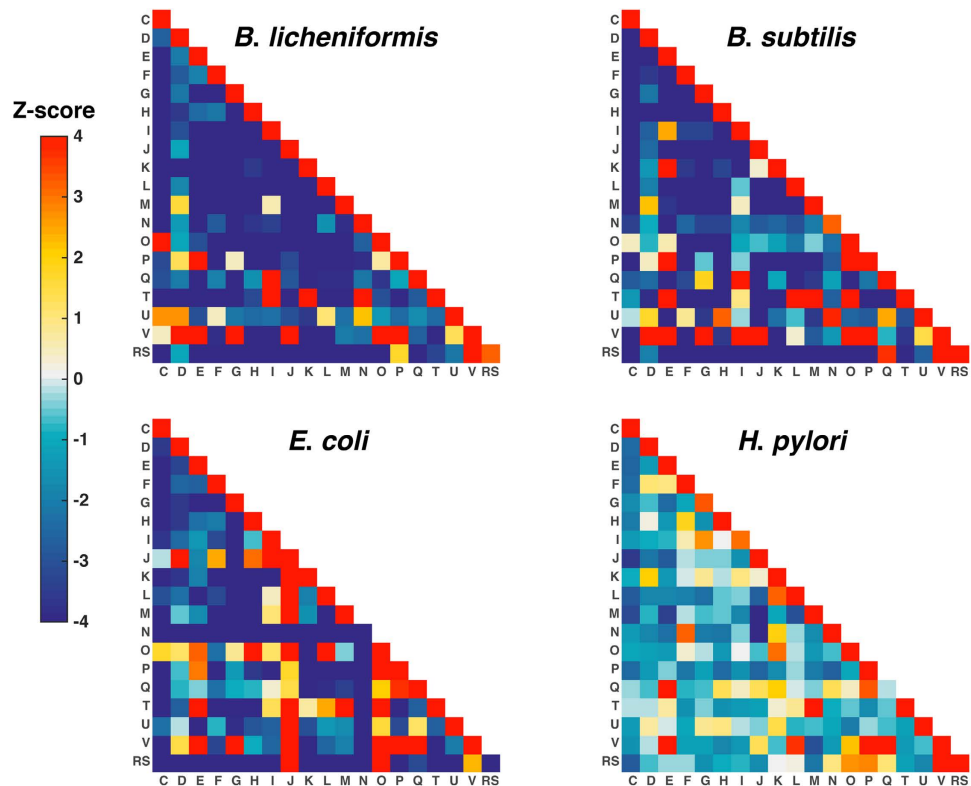 B. licheniformis
C
D
E
F
G
H
I
J
K
L
M
N
O
P
Q
T
U
V
RS
C D E F G H I J K L M N O P Q T U V RS
B. subtilis
C
D
E
F
G
H
I
J
K
L
M
N
O
P
Q
T
U
V
RS
C D E F G H I J K L M N O P Q T U V RS
Z-score
4
3
2
1
0
-1
-2
-3
-4
E. coli
C
D
E
F
G
H
I
J
K
L
M
N
O
P
Q
T
U
V
RS
C D E F G H I J K L M N O P Q T U V RS
H. pylori
C
D
E
F
G
H
I
J
K
L
M
N
O
P
Q
T
U
V
RS
C D E F G H I J K L M N O P Q T U V RS